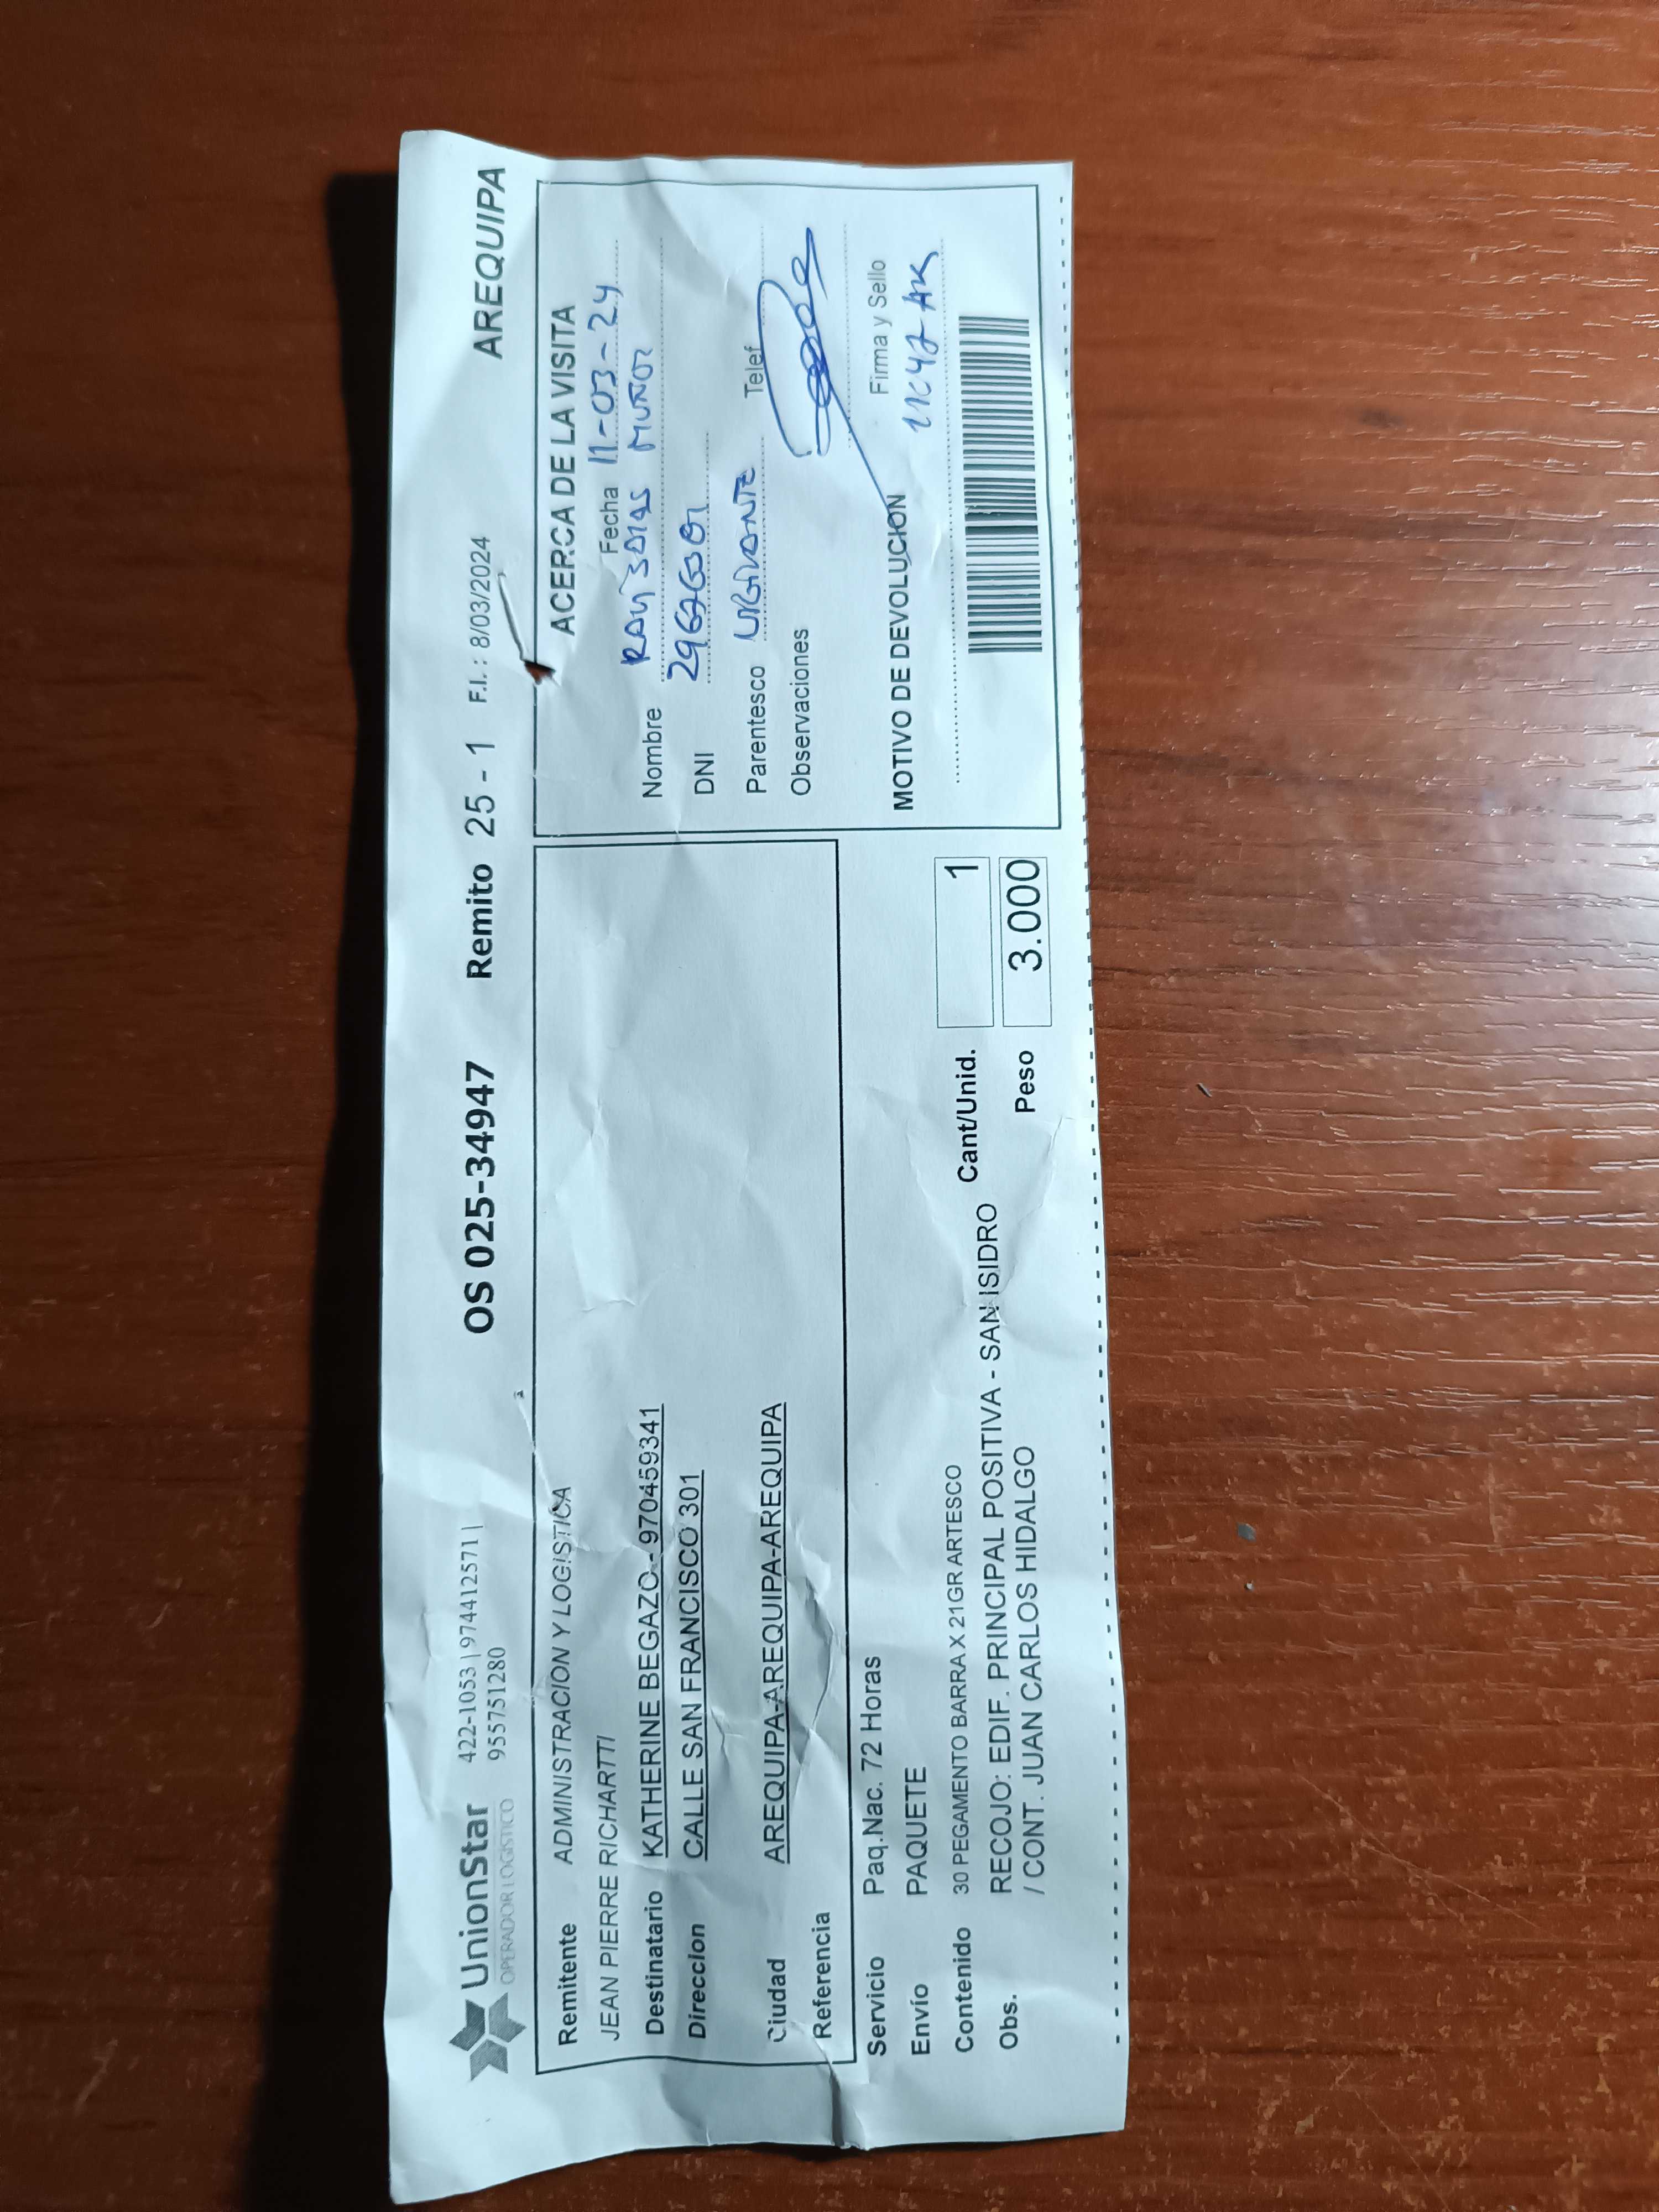 UnionStar 422-1053 | 974412571 |
OPERADOR LOGISTICO 955751280
OS 025-34947 Remito 25 - 1 F.I. : 8/03/2024 AREQUIPA
Remitente ADMINISTRACION Y LOGISTICA
JEAN PIERRE RICHARTTI
Destinatario KATHERINE BEGAZO - 970459341
Direccion CALLE SAN FRANCISCO 301
Ciudad AREQUIPA-AREQUIPA-AREQUIPA
Referencia
Servicio Paq.Nac. 72 Horas
Envío PAQUETE
Contenido 30 PEGAMENTO BARRA X 21GR ARTESCO
Obs. RECOJO: EDIF. PRINCIPAL POSITIVA - SAN ISIDRO
/ CONT. JUAN CARLOS HIDALGO
Cant/Unid. 1
Peso 3.000
ACERCA DE LA VISITA
Fecha 11-03-24
Nombre MUÑOZ
DNI
Parentesco Telef
Observaciones
Firma y Sello
MOTIVO DE DEVOLUCION